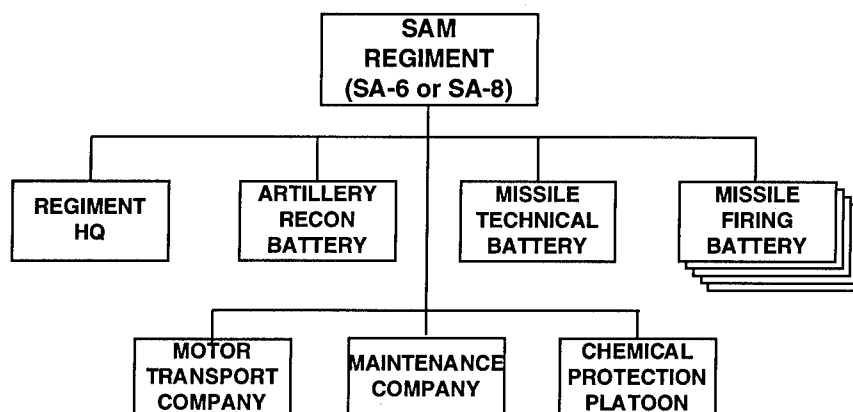 SAM
REGIMENT
(SA-6 or SA-8)
REGIMENT
HQ
ARTILLERY
RECON
BATTERY
MISSILE
TECHNICAL
BATTERY
MISSILE
FIRING
BATTERY
MOTOR
TRANSPORT
COMPANY
MAINTENANCE
COMPANY
CHEMICAL
PROTECTION
PLATOON